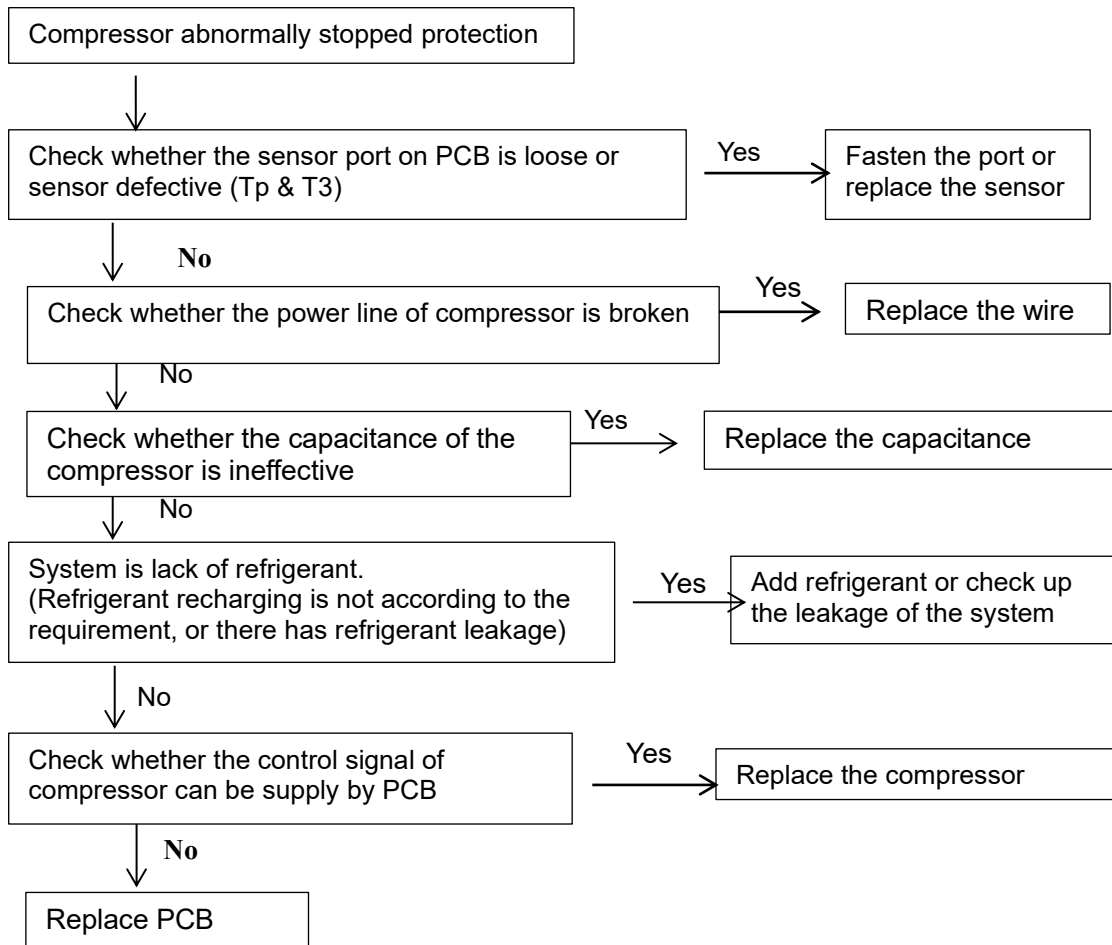 Compressor abnormally stopped protection
Check whether the sensor port on PCB is loose or
sensor defective (Tp & T3)
Yes
Fasten the port or
replace the sensor
No
Check whether the power line of compressor is broken
Yes
Replace the wire
No
Check whether the capacitance of the
compressor is ineffective
Yes
Replace the capacitance
No
System is lack of refrigerant.
(Refrigerant recharging is not according to the
requirement, or there has refrigerant leakage)
Yes
Add refrigerant or check up
the leakage of the system
No
Check whether the control signal of
compressor can be supply by PCB
Yes
Replace the compressor
No
Replace PCB